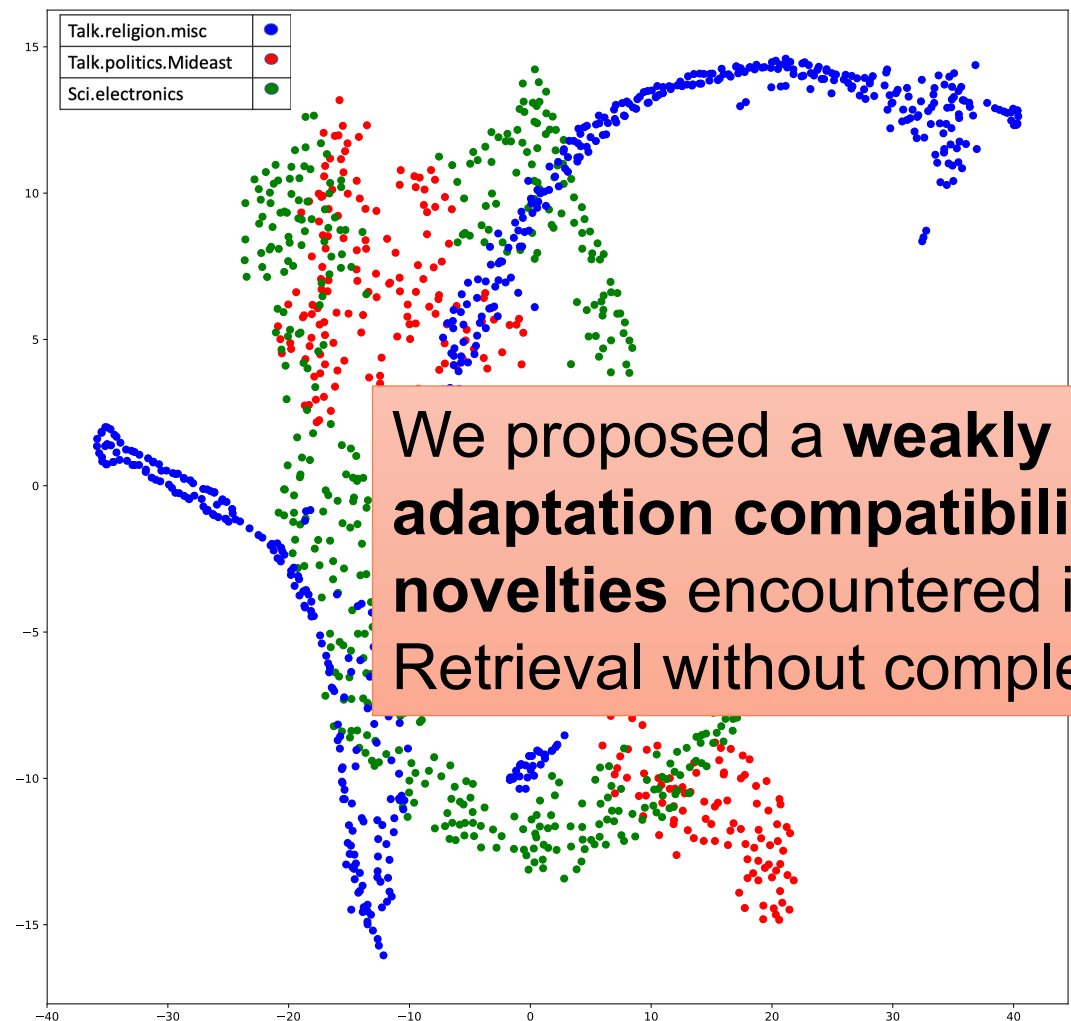 Talk.religion.misc
Talk.politics.Mideast
Sci.electronics
15
10
5
0
−5
−10
−15
We proposed a weakly
adaptation compatibili
novelties encountered i
Retrieval without comple
−40 −30 −20 −10 0 10 20 30 40